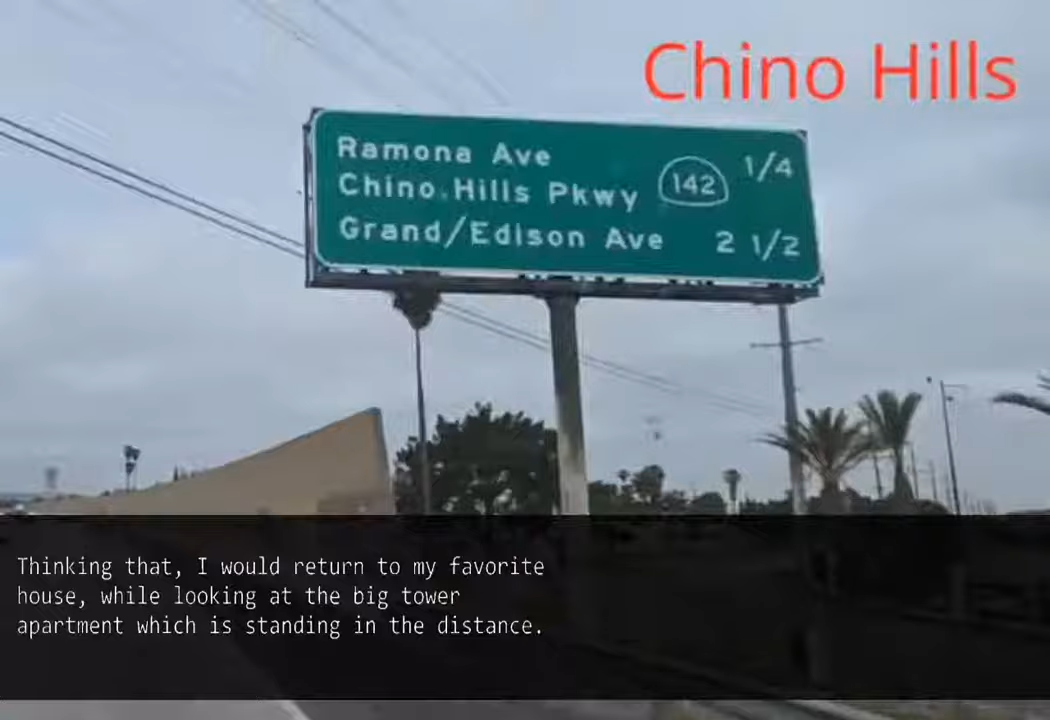 Chino Hills
Ramona Ave 1/4
Chino Hills Pkwy 142
Grand/Edison Ave 2 1/2
Thinking that, I would return to my favorite
house, while looking at the big tower
apartment which is standing in the distance.